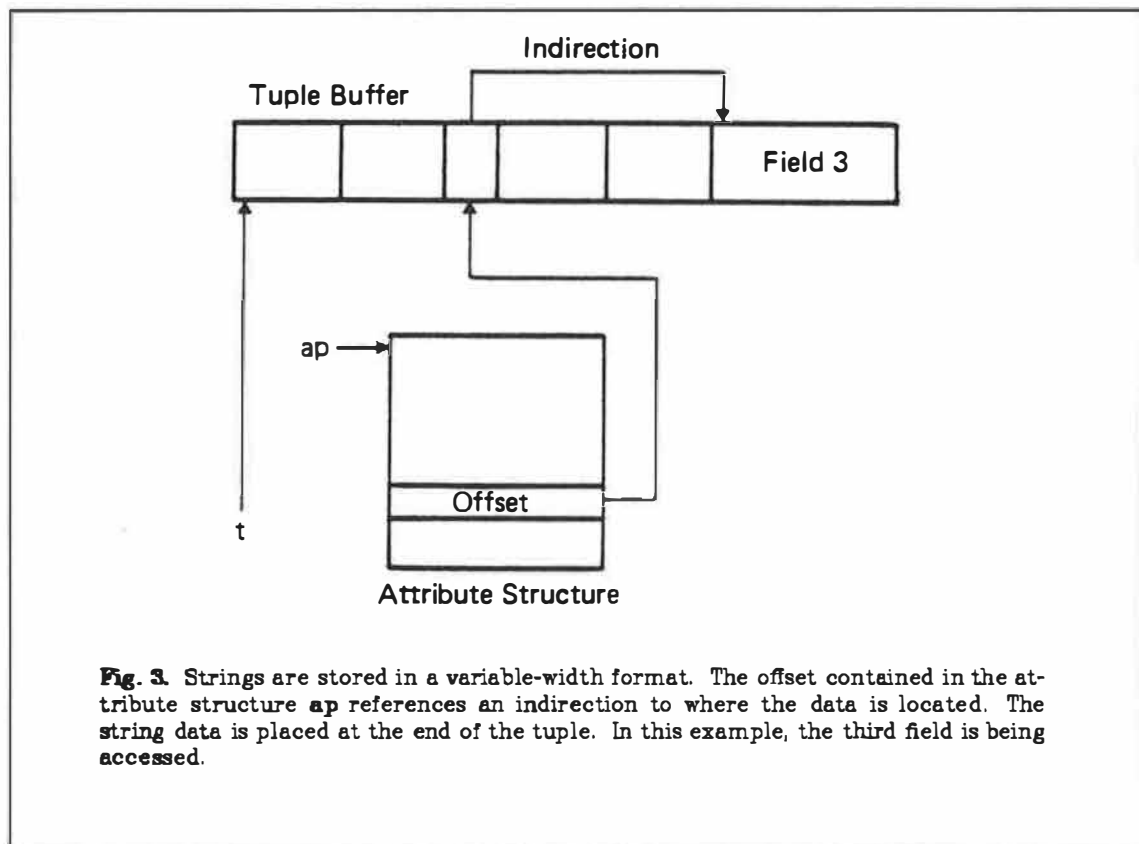 Indirection
Tuple Buffer
Field 3
ap
Offset
t
Attribute Structure
Fig. 3. Strings are stored in a variable-width format. The offset contained in the at-
tribute structure ap references an indirection to where the data is located. The
string data is placed at the end of the tuple. In this example, the third field is being
accessed.